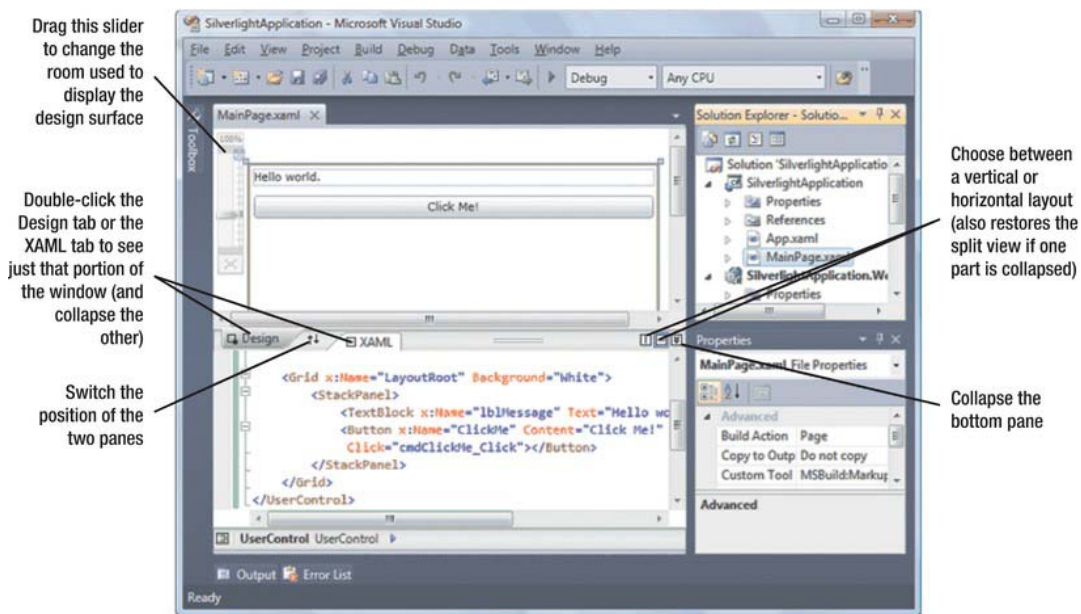 Drag this slider
to change the
room used to
display the
design surface
Double-click the
Design tab or the
XAML tab to see
just that portion of
the window (and
collapse the
other)
Switch the
position of the
two panes
SilverlightApplication - Microsoft Visual Studio
File Edit View Project Build Debug Data Tools Window Help
Debug Any CPU
Toolbox
MainPage.xaml
100%
Hello world.
Click Me!
Design XAML
<Grid x:Name="LayoutRoot" Background="White">
<StackPanel>
<TextBlock x:Name="lblMessage" Text="Hello wo
<Button x:Name="ClickMe" Content="Click Me!"
Click="cmdClickMe_Click"></Button>
</StackPanel>
</Grid>
</UserControl>
UserControl UserControl
Output Error List
Ready
Solution Explorer - Solutio...
Solution 'SilverlightApplicatio
SilverlightApplication
Properties
References
App.xaml
MainPage.xaml
SilverlightApplication.We
Properties
Properties
MainPage.xaml File Properties
Advanced
Build Action Page
Copy to Outp Do not copy
Custom Tool MSBuild:Markup
Advanced
Choose between
a vertical or
horizontal layout
(also restores the
split view if one
part is collapsed)
Collapse the
bottom pane